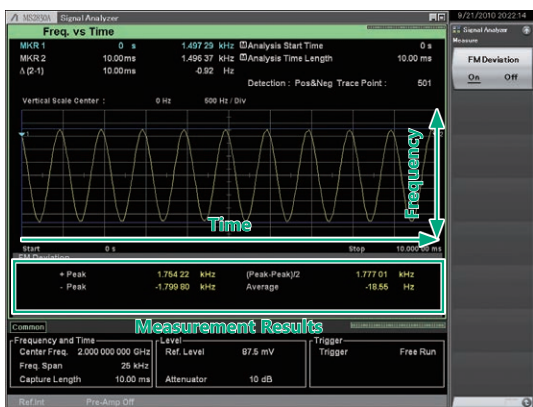 MS2830A Signal Analyzer
9/21/2010 20:22:14
Freq. vs Time
Signal Analyzer
Measure
FM Deviation
On Off
MKR 1 0 s 1.497 29 kHz M Analysis Start Time 0 s
MKR 2 10.00 ms 1.496 37 kHz M Analysis Time Length 10.00 ms
Δ (2-1) 10.00 ms -0.92 Hz
Detection : Pos&Neg Trace Point : 501
Vertical Scale Center : 0 Hz 500 Hz / Div
1
2
Frequency
Time
Start 0 s Stop 10.000 00 ms
FM Deviation
+ Peak 1.754 22 kHz (Peak-Peak)/2 1.777 01 kHz
- Peak -1.799 80 kHz Average -18.55 Hz
Measurement Results
Common
Frequency and Time
Level
Trigger
Center Freq. 2.000 000 000 GHz Ref. Level 87.5 mV Trigger Free Run
Freq. Span 25 kHz
Capture Length 10.00 ms Attenuator 10 dB
Ref.Int Pre-Amp Off